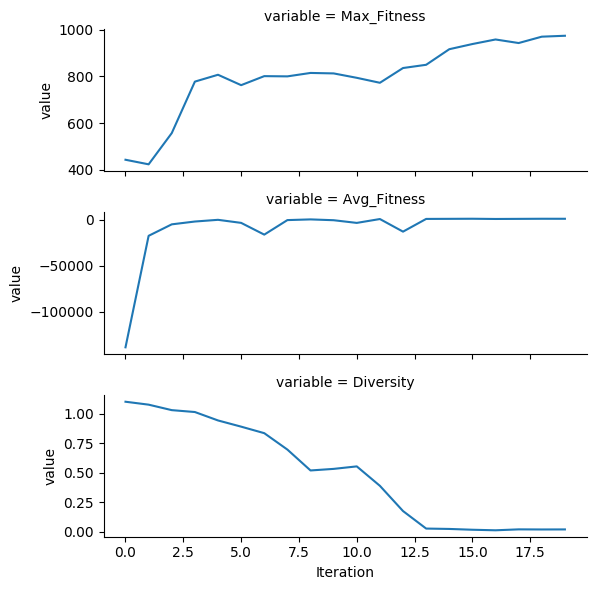 variable = Max_Fitness
1000
800
600
400
value
variable = Avg_Fitness
0
−50000
−100000
value
variable = Diversity
1.00
0.75
0.50
0.25
0.00
value
0.0 2.5 5.0 7.5 10.0 12.5 15.0 17.5
Iteration